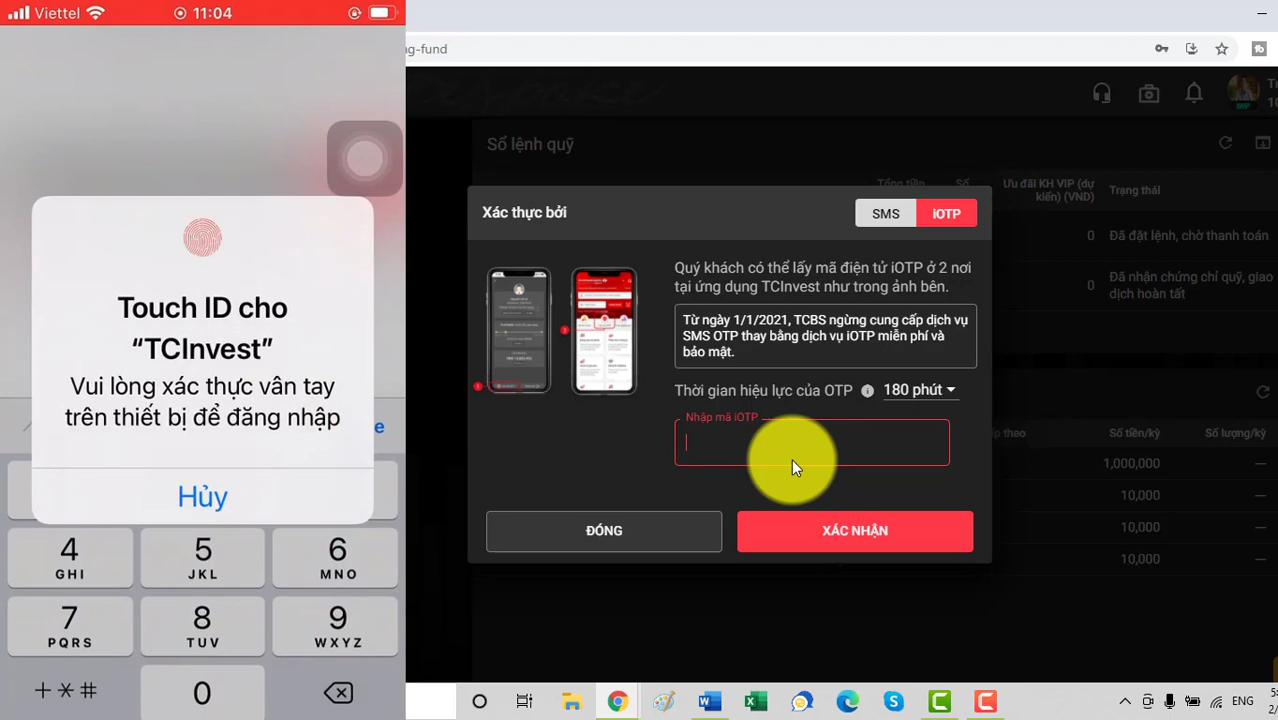 Viettel
11:04
Touch ID cho
“TCInvest”
Vui lòng xác thực vân tay
trên thiết bị để đăng nhập
Hủy
e
4
GHI
5
JKL
6
MNO
7
PQRS
8
TUV
9
WXYZ
+*#
0
ng-fund
Sổ lệnh quỹ
Tổng tiền
Số
Ưu đãi KH VIP (dự
kiến) (VND)
Trạng thái
0
Đã đặt lệnh, chờ thanh toán
0
Đã nhận chứng chỉ quỹ, giao
dịch hoàn tất
Xác thực bởi
SMS
iOTP
Quý khách có thể lấy mã điện tử iOTP ở 2 nơi
tại ứng dụng TCInvest như trong ảnh bên.
Từ ngày 1/1/2021, TCBS ngừng cung cấp dịch vụ
SMS OTP thay bằng dịch vụ iOTP miễn phí và
bảo mật.
Thời gian hiệu lực của OTP
180 phút
Nhập mã iOTP
ĐÓNG
XÁC NHẬN
p theo
Số tiền/kỳ
Số lượng/kỳ
1,000,000
—
10,000
—
10,000
—
10,000
—
ENG